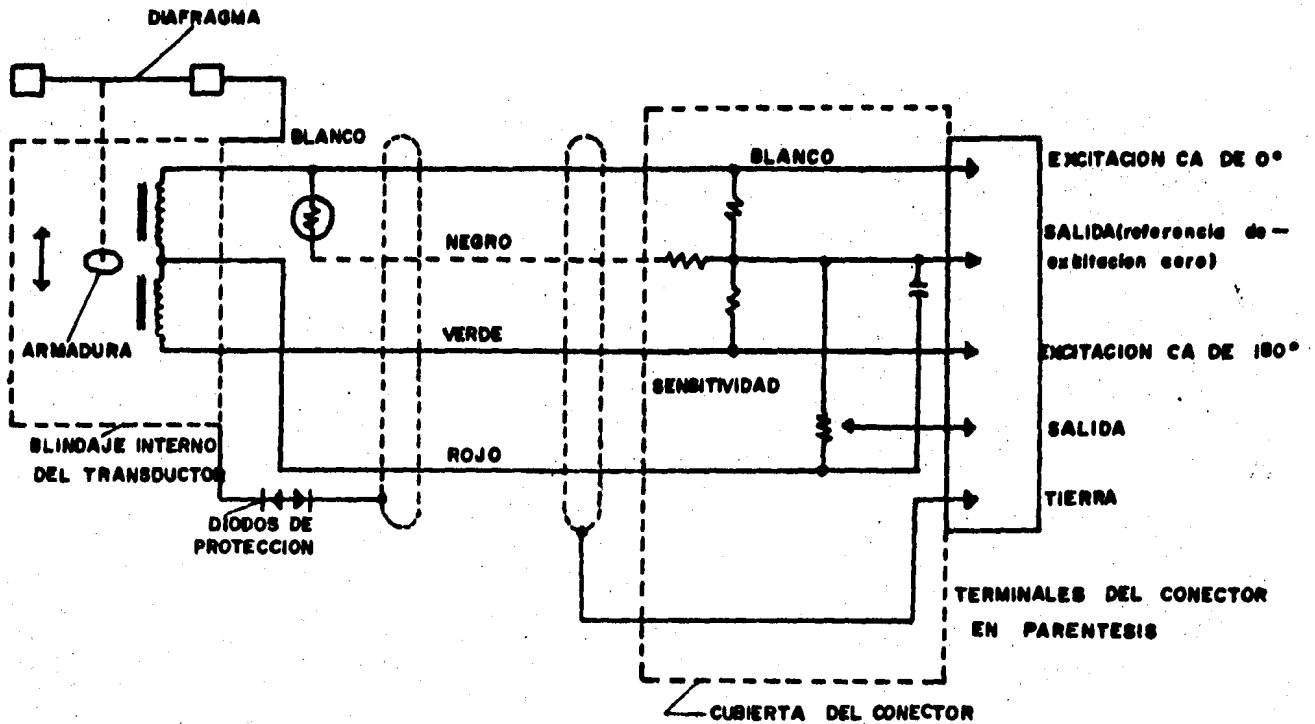 DIAFRAGMA
BLANCO
BLANCO
EXCITACION CA DE 0°
NEGRO
SALIDA(referencia de—
exbitacion cero)
VERDE
EXCITACION CA DE 180°
ARMADURA
SENSITIVIDAD
SALIDA
BLINDAJE INTERNO
DEL TRANSDUCTOR
ROJO
TIERRA
DIODOS DE
PROTECCION
TERMINALES DEL CONECTOR
EN PARENTESIS
CUBIERTA DEL CONECTOR